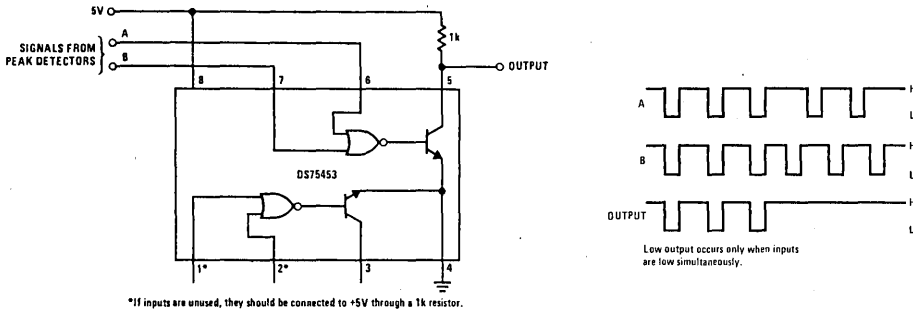 5V
A
SIGNALS FROM
PEAK DETECTORS
B
1k
OUTPUT
8 7 6 5
DS75453
1* 2* 3 4
*If inputs are unused, they should be connected to +5V through a 1k resistor.
A H
L
B H
L
OUTPUT H
L
Low output occurs only when inputs
are low simultaneously.